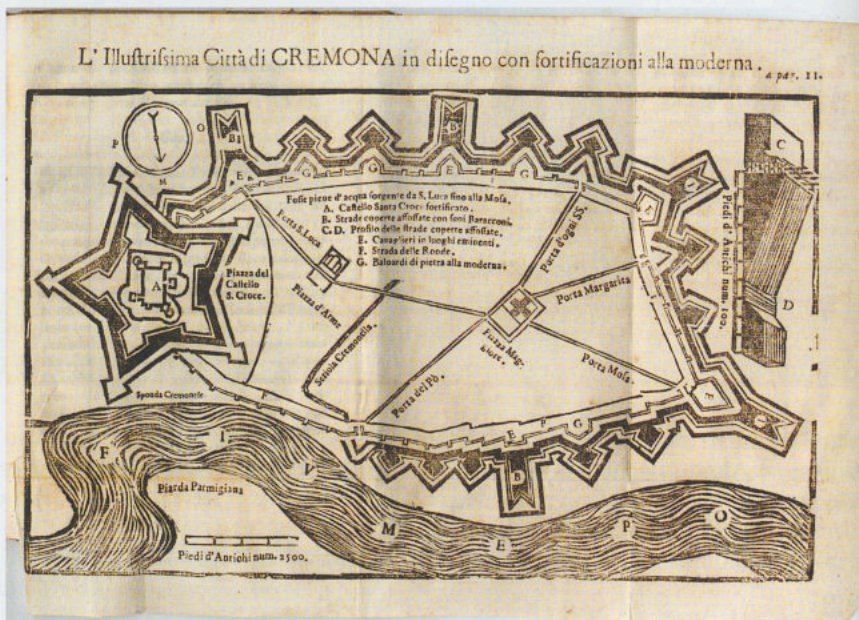 L' Illuſtriſsima Città di CREMONA in diſegno con fortificazioni alla moderna.
a par. 11.
P
O
M
B
B
C
E
G
G
E
G
Foſſe piene d'acqua ſorgente da S. Luca fino alla Moſa.
A. Caſtello Santa Croce fortificato.
B. Strade coperte affoſſate con ſuoi Baracconi.
C. D. Profilo delle ſtrade coperte affoſſate.
E. Cauaglieri in luoghi eminenti.
F. Strada delle Ronde.
G. Baloardi di pietra alla moderna.
Porta S. Luca
Porta d'ogni SS.
Piedi d' Antichi num. 100.
A
Piazza del
Caſtello
S. Croce.
Piazza d'Arme
Porta Margarita
D
Piazza Mag-
giore.
Seriola Cremonella.
Porta Moſa.
Porta del Pò.
Sponda Cremoneſe
E
E
G
B
F I V M E P O
Piarda Parmigiana
Piedi d'Antichi num. 2500.